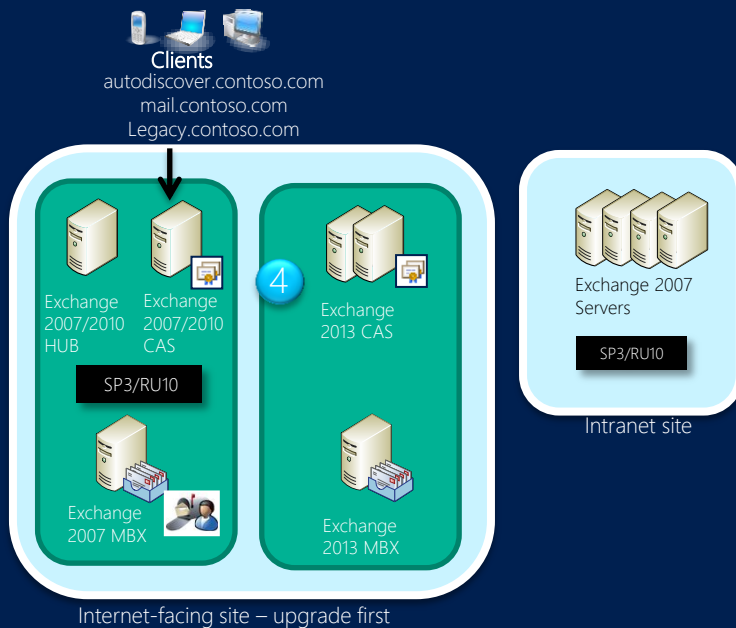 Clients
autodiscover.contoso.com
mail.contoso.com
Legacy.contoso.com
Exchange
2007/2010
HUB
Exchange
2007/2010
CAS
SP3/RU10
Exchange
2007 MBX
4
Exchange
2013 CAS
Exchange
2013 MBX
Internet-facing site – upgrade first
Exchange 2007
Servers
SP3/RU10
Intranet site